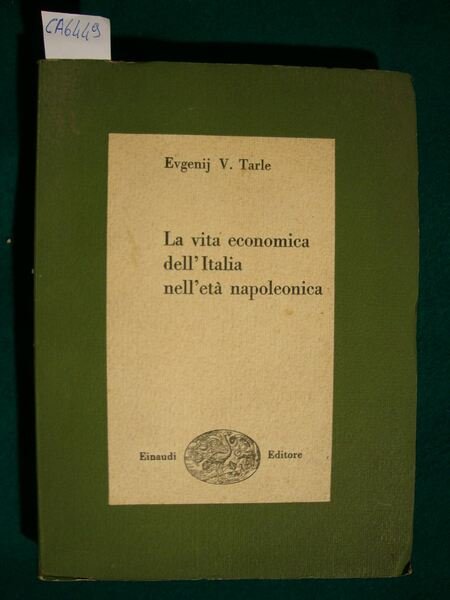 CA6449
Evgenij V. Tarle
La vita economica
dell'Italia
nell'età napoleonica
Einaudi Editore